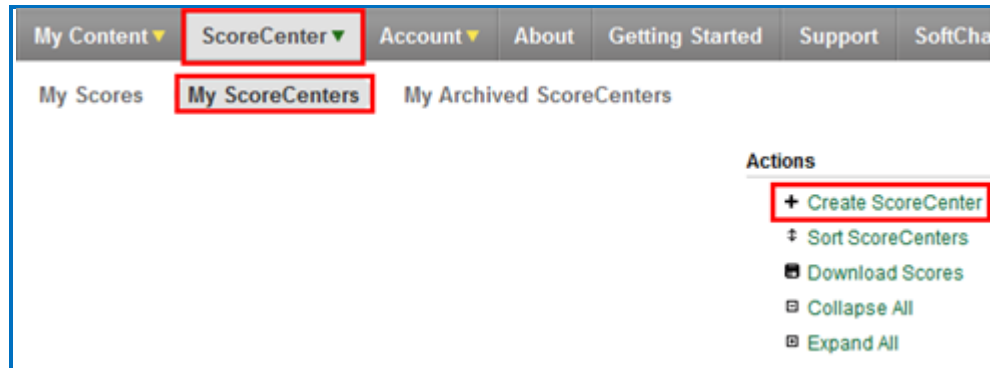 My Content ScoreCenter Account About Getting Started Support SoftCha
My Scores My ScoreCenters My Archived ScoreCenters
Actions
Create ScoreCenter
Sort ScoreCenters
Download Scores
Collapse All
Expand All